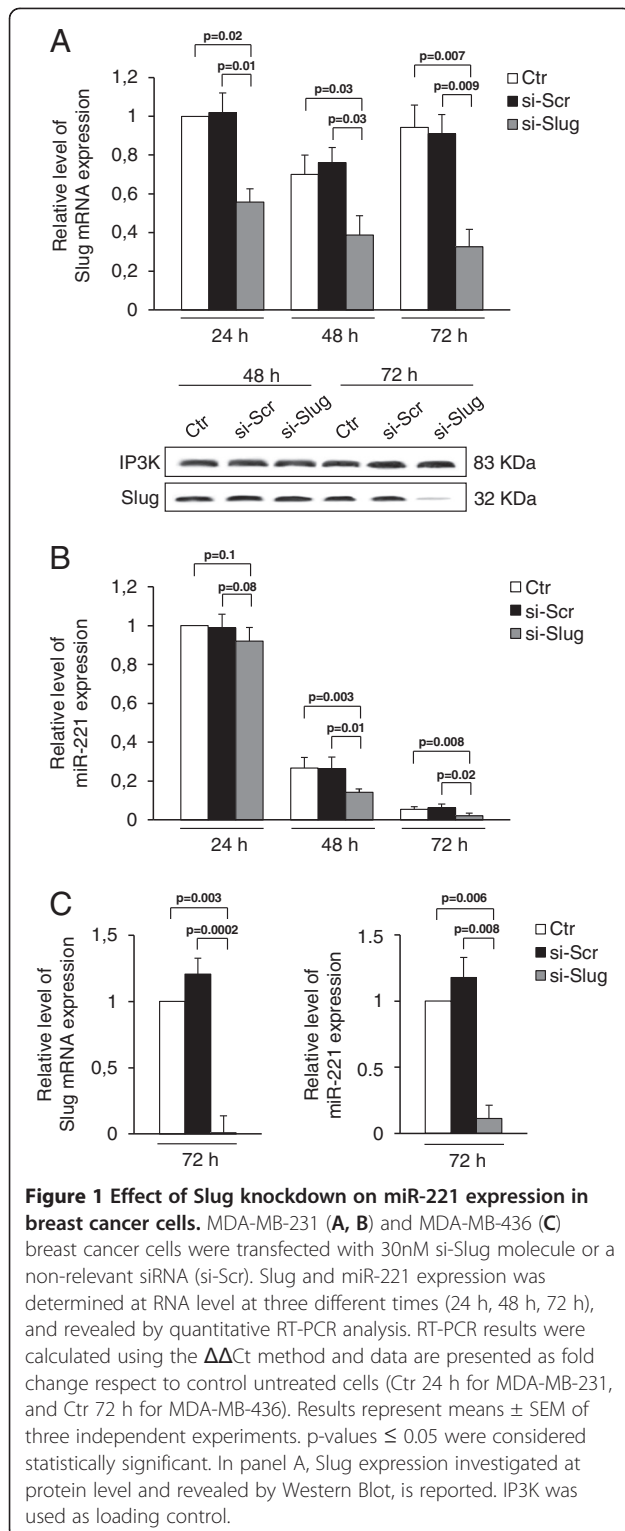 A
p=0.02
p=0.01
p=0.03
p=0.03
p=0.007
p=0.009
Ctr
si-Scr
si-Slug
Relative level of
Slug mRNA expression
1,2
1
0,8
0,6
0,4
0,2
0
24 h
48 h
72 h
48 h
72 h
Ctr
si-Scr
si-Slug
Ctr
si-Scr
si-Slug
IP3K
83 KDa
Slug
32 KDa
B
p=0.1
p=0.08
p=0.003
p=0.01
p=0.008
p=0.02
Ctr
si-Scr
si-Slug
Relative level of
miR-221 expression
1,2
1
0,8
0,6
0,4
0,2
0
24 h
48 h
72 h
C
p=0.003
p=0.0002
Relative level of
Slug mRNA expression
1,5
1
0,5
0
72 h
p=0.006
p=0.008
Ctr
si-Scr
si-Slug
Relative level of
miR-221 expression
1.5
1
0.5
0
72 h
Figure 1 Effect of Slug knockdown on miR-221 expression in
breast cancer cells. MDA-MB-231 (A, B) and MDA-MB-436 (C)
breast cancer cells were transfected with 30nM si-Slug molecule or a
non-relevant siRNA (si-Scr). Slug and miR-221 expression was
determined at RNA level at three different times (24 h, 48 h, 72 h),
and revealed by quantitative RT-PCR analysis. RT-PCR results were
calculated using the ΔΔCt method and data are presented as fold
change respect to control untreated cells (Ctr 24 h for MDA-MB-231,
and Ctr 72 h for MDA-MB-436). Results represent means ± SEM of
three independent experiments. p-values ≤ 0.05 were considered
statistically significant. In panel A, Slug expression investigated at
protein level and revealed by Western Blot, is reported. IP3K was
used as loading control.